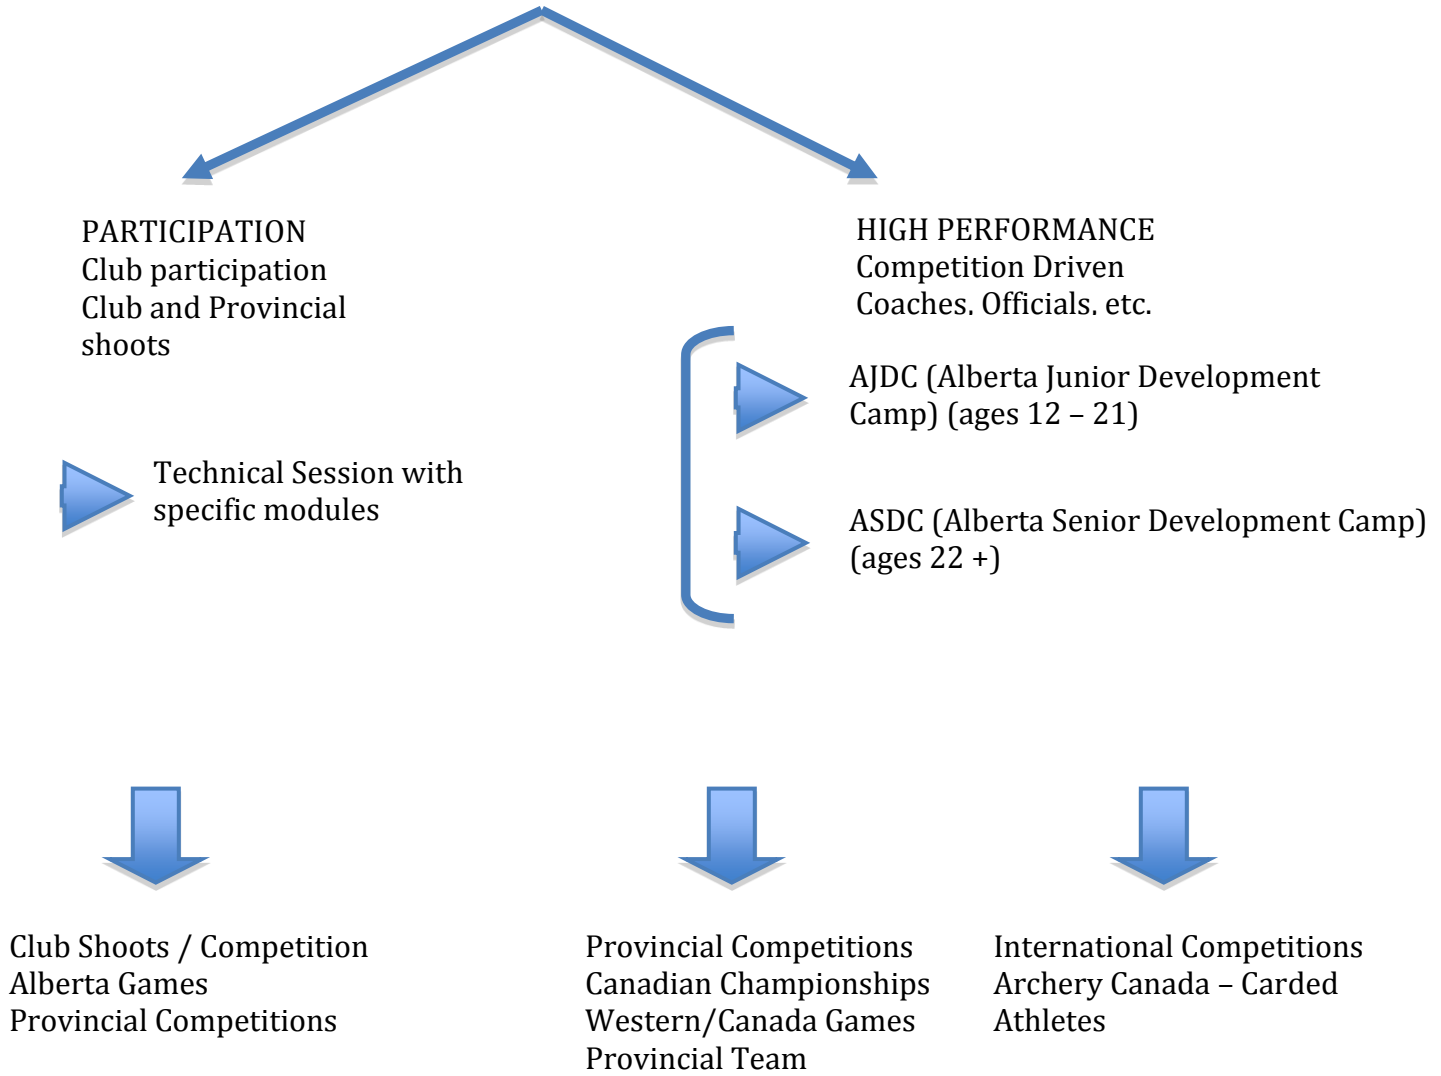 PARTICIPATION
Club participation
Club and Provincial
shoots
HIGH PERFORMANCE
Competition Driven
Coaches. Officials. etc.
AJDC (Alberta Junior Development
Camp) (ages 12 – 21)
Technical Session with
specific modules
ASDC (Alberta Senior Development Camp)
(ages 22 +)
Club Shoots / Competition
Alberta Games
Provincial Competitions
Provincial Competitions
Canadian Championships
Western/Canada Games
Provincial Team
International Competitions
Archery Canada – Carded
Athletes